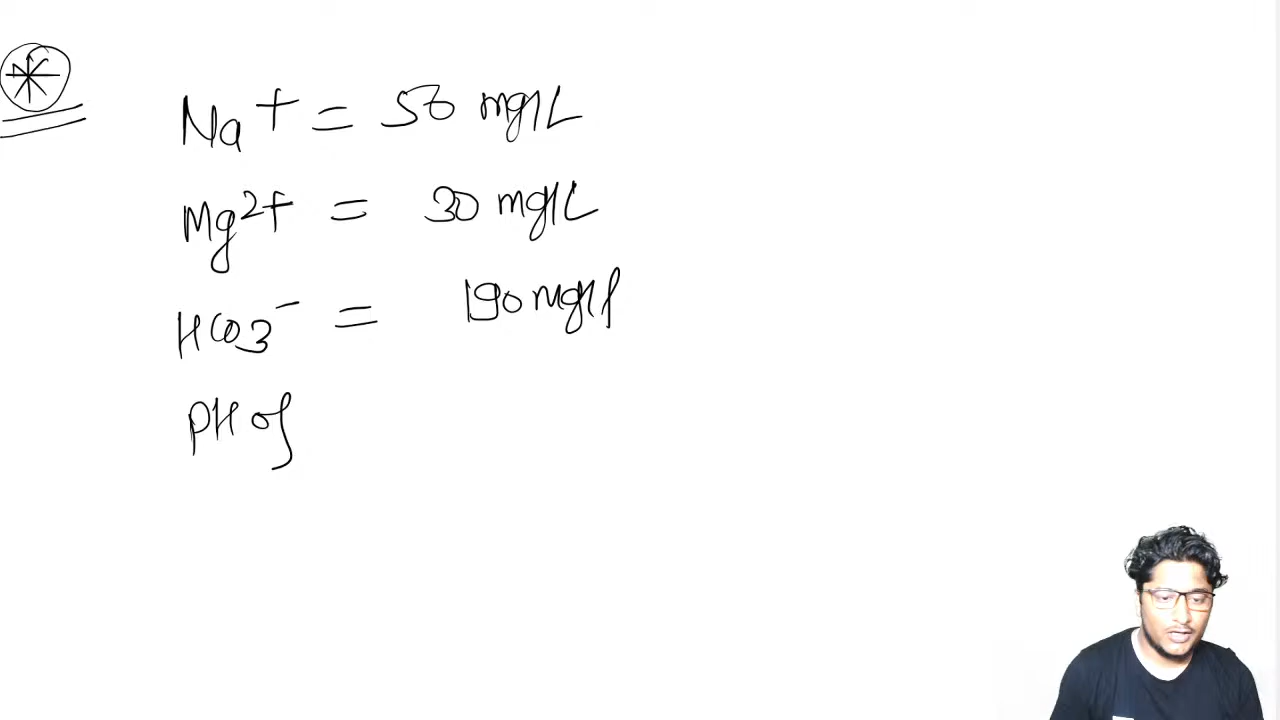 Na+ = 50 mg/L
Mg2+ = 30 mg/L
HCO3- = 190 mg/l
PH of